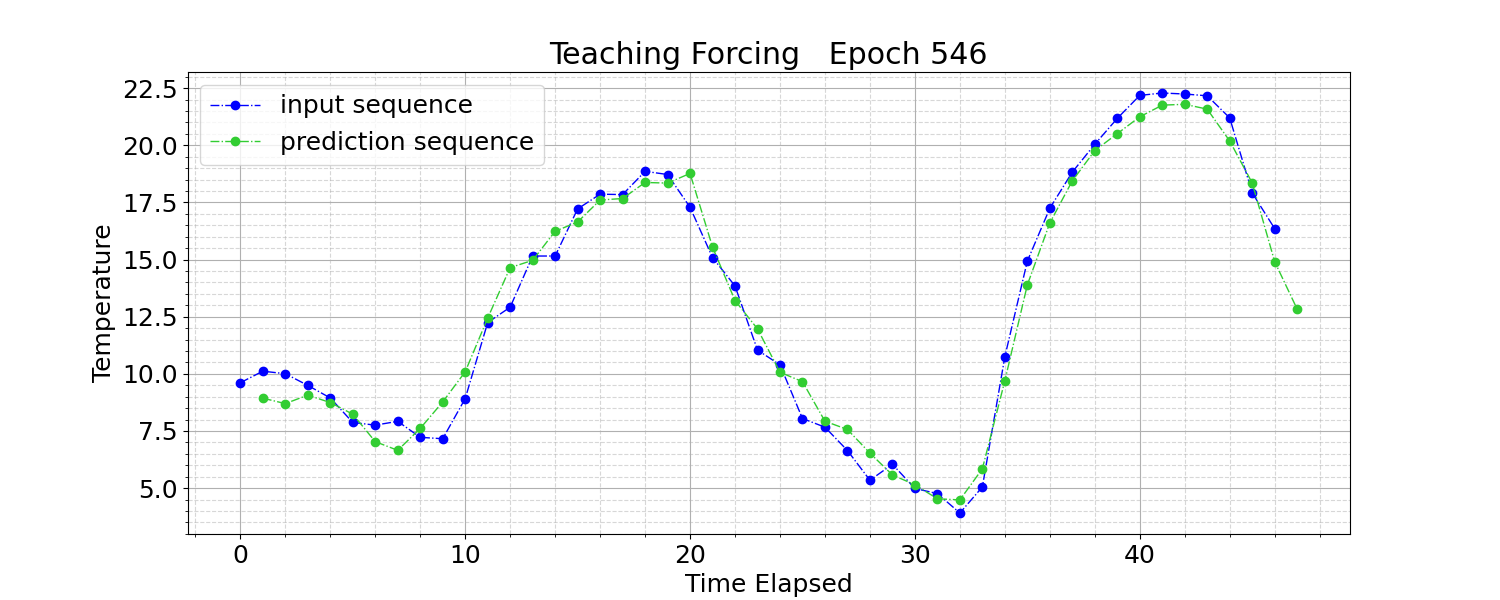 Teaching Forcing   Epoch 546
input sequence
prediction sequence
22.5
20.0
17.5
15.0
12.5
10.0
7.5
5.0
Temperature
0 10 20 30 40
Time Elapsed